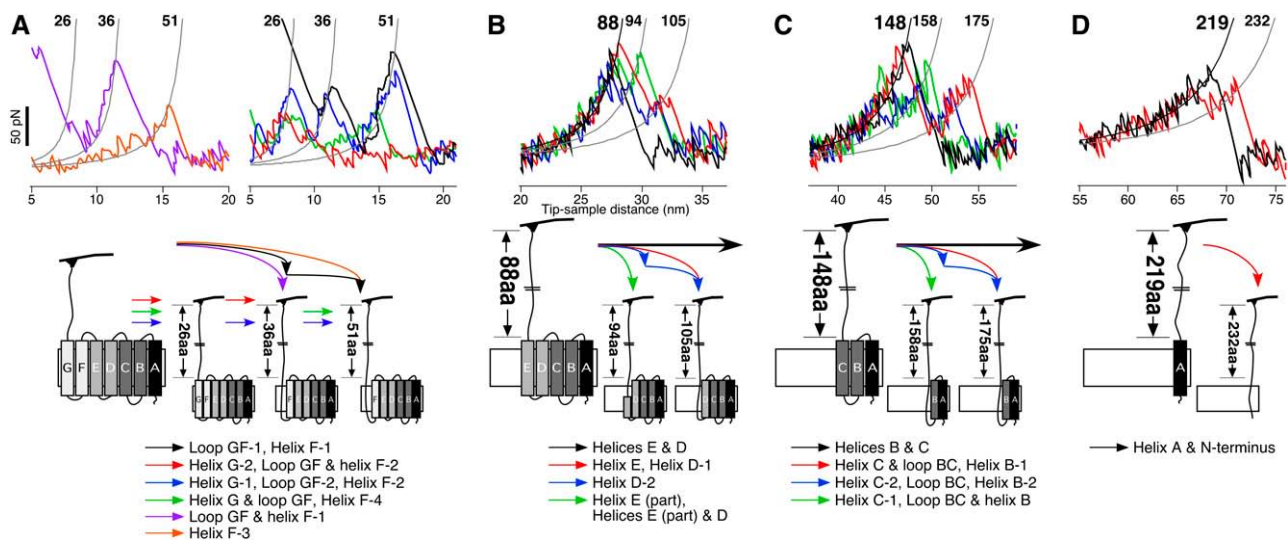 A
26 36 51
26 36 51
B
88 94 105
C
148 158 175
D
219 232
50 pN
5 10 15 20
5 10 15 20
20 25 30 35
40 45 50 55
55 60 65 70 75
Tip-sample distance (nm)
26aa
36aa
51aa
G F E D C B A
G F E D C B A
F E D C B A
F E D C B A
88aa
94aa
105aa
E D C B A
D C B A
D C B A
148aa
158aa
175aa
C B A
B A
B A
219aa
232aa
A
Loop GF-1, Helix F-1
Helix G-2, Loop GF & helix F-2
Helix G-1, Loop GF-2, Helix F-2
Helix G & loop GF, Helix F-4
Loop GF & helix F-1
Helix F-3
Helices E & D
Helix E, Helix D-1
Helix D-2
Helix E (part),
Helices E (part) & D
Helices B & C
Helix C & loop BC, Helix B-1
Helix C-2, Loop BC, Helix B-2
Helix C-1, Loop BC & helix B
Helix A & N-terminus